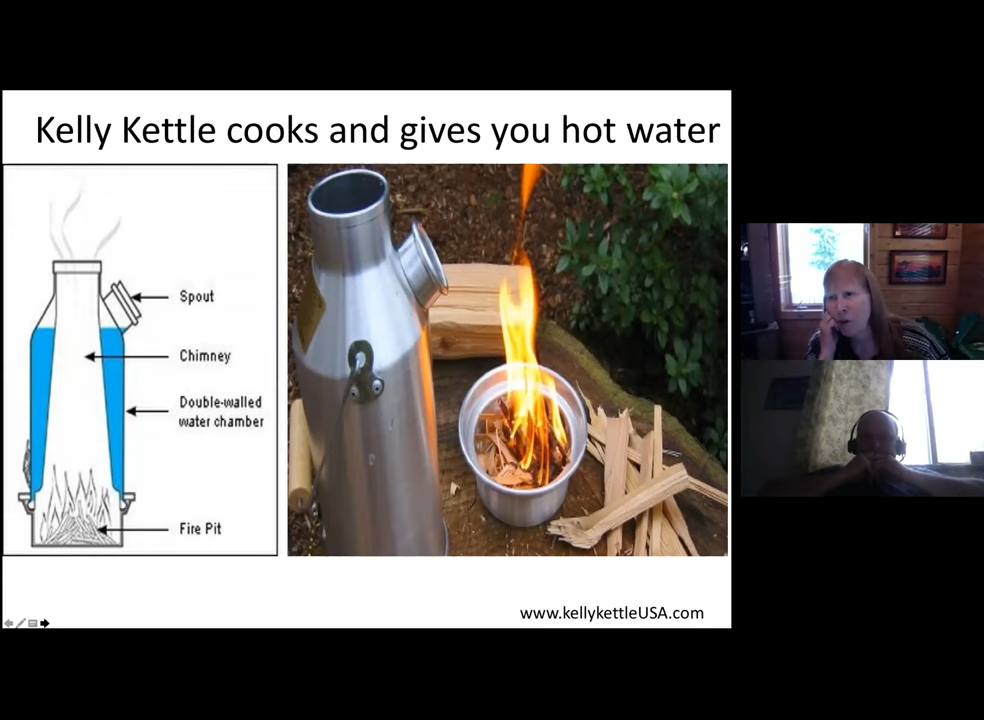 Kelly Kettle cooks and gives you hot water
Spout
Chimney
Double-walled
water chamber
Fire Pit
www.kellykettleUSA.com